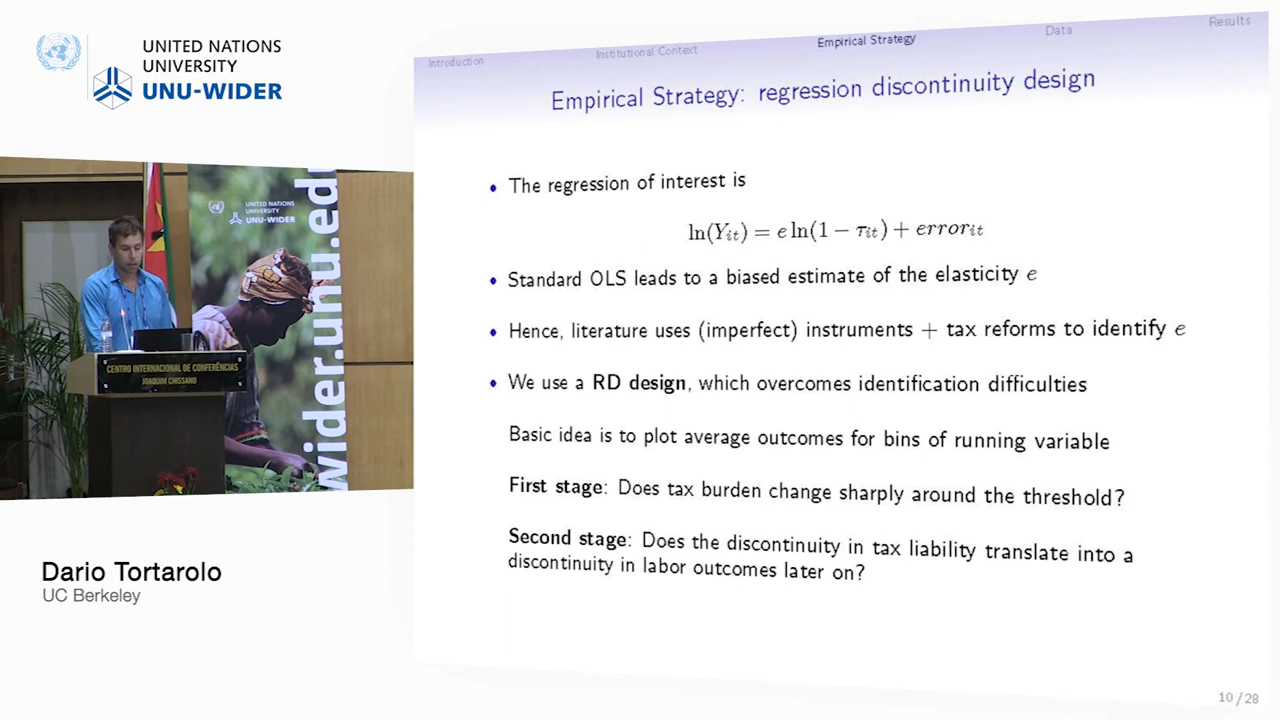 UNITED NATIONS
UNIVERSITY
UNU-WIDER
Introduction
Institutional Context
Empirical Strategy
Data
Results
Empirical Strategy: regression discontinuity design
• The regression of interest is
ln(Y_it) = e ln(1 − τ_it) + error_it
• Standard OLS leads to a biased estimate of the elasticity e
• Hence, literature uses (imperfect) instruments + tax reforms to identify e
• We use a RD design, which overcomes identification difficulties
Basic idea is to plot average outcomes for bins of running variable
First stage: Does tax burden change sharply around the threshold?
Second stage: Does the discontinuity in tax liability translate into a
discontinuity in labor outcomes later on?
10/28
UNITED NATIONS
UNIVERSITY
UNU-WIDER
wider.unu.edu
CENTRO INTERNACIONAL DE CONFERÊNCIAS
JOAQUIM CHISSANO
Dario Tortarolo
UC Berkeley